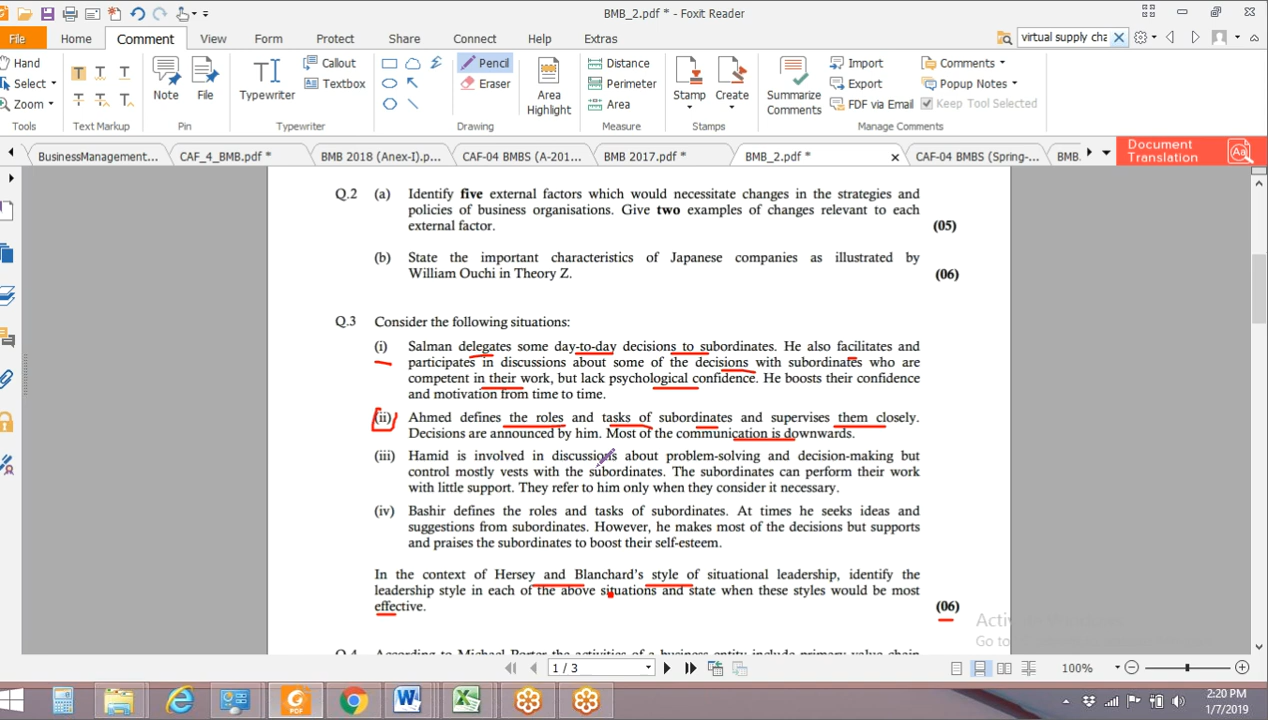 BMB_2.pdf * - Foxit Reader
File Home Comment View Form Protect Share Connect Help Extras
virtual supply cha
Hand
Select
Zoom
Tools
Text Markup
Note
File
Pin
Typewriter
Callout
Textbox
Typewriter
Pencil
Eraser
Area Highlight
Drawing
Distance
Perimeter
Area
Measure
Stamp
Create
Stamps
Summarize Comments
Import
Export
FDF via Email
Comments
Popup Notes
Keep Tool Selected
Manage Comments
BusinessManagement... CAF_4_BMB.pdf * BMB 2018 (Anex-I).p... CAF-04 BMBS (A-201... BMB 2017.pdf * BMB_2.pdf * CAF-04 BMBS (Spring-... BMB.
Document Translation
Q.2 (a) Identify five external factors which would necessitate changes in the strategies and
policies of business organisations. Give two examples of changes relevant to each
external factor. (05)
(b) State the important characteristics of Japanese companies as illustrated by
William Ouchi in Theory Z. (06)
Q.3 Consider the following situations:
(i) Salman delegates some day-to-day decisions to subordinates. He also facilitates and
participates in discussions about some of the decisions with subordinates who are
competent in their work, but lack psychological confidence. He boosts their confidence
and motivation from time to time.
(ii) Ahmed defines the roles and tasks of subordinates and supervises them closely.
Decisions are announced by him. Most of the communication is downwards.
(iii) Hamid is involved in discussions about problem-solving and decision-making but
control mostly vests with the subordinates. The subordinates can perform their work
with little support. They refer to him only when they consider it necessary.
(iv) Bashir defines the roles and tasks of subordinates. At times he seeks ideas and
suggestions from subordinates. However, he makes most of the decisions but supports
and praises the subordinates to boost their self-esteem.
In the context of Hersey and Blanchard's style of situational leadership, identify the
leadership style in each of the above situations and state when these styles would be most
effective. (06)
Go to
Q.4 According to Michael Porter the activities of a business entity include primary value chain
1 / 3
100%
2:20 PM
1/7/2019